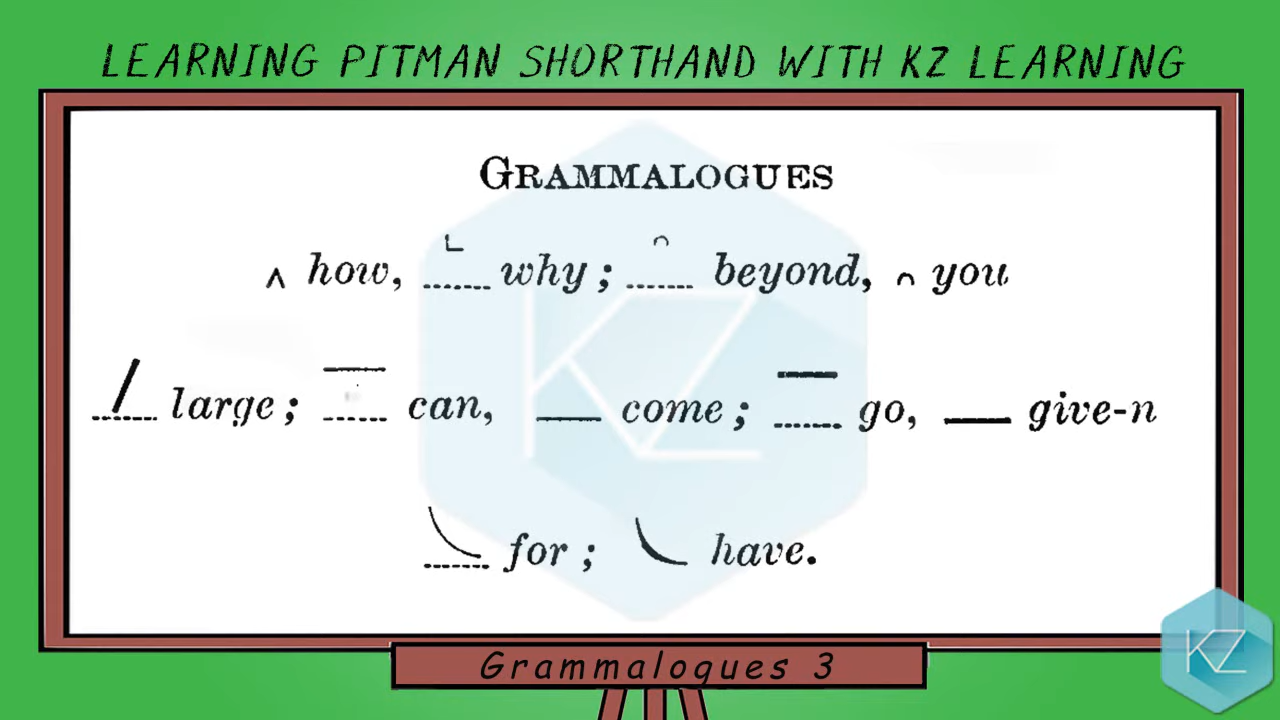 LEARNING PITMAN SHORTHAND WITH KZ LEARNING
GRAMMALOGUES
how, why; beyond, you
large; can, come; go, give-n
for; have.
Grammalogues 3
KZ